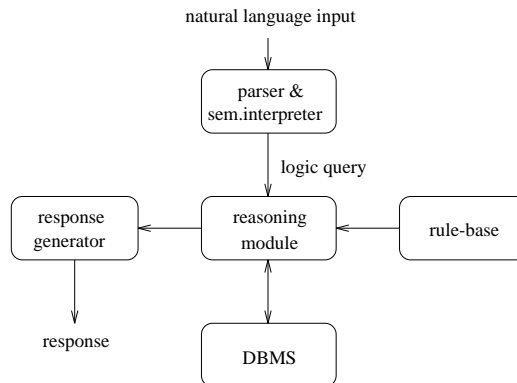 natural language input
parser &
sem.interpreter
logic query
response
generator
reasoning
module
rule-base
response
DBMS